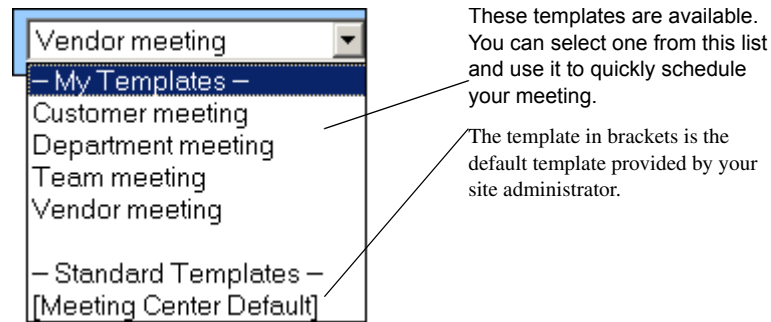 Vendor meeting
– My Templates –
Customer meeting
Department meeting
Team meeting
Vendor meeting
– Standard Templates –
[Meeting Center Default]
These templates are available.
You can select one from this list
and use it to quickly schedule
your meeting.
The template in brackets is the
default template provided by your
site administrator.